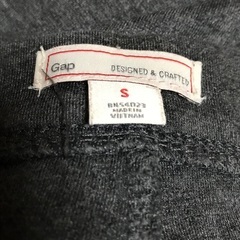 Gap DESIGNED & CRAFTED
S
MADE IN
VIETNAM